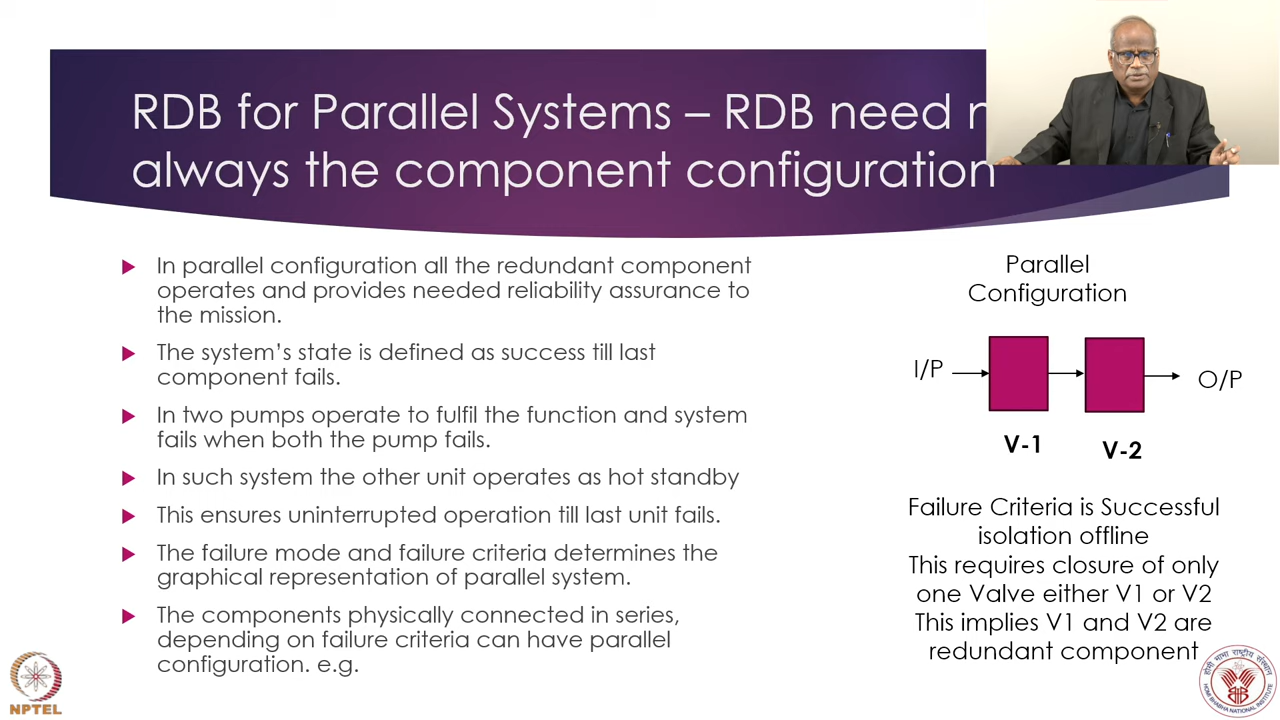 RDB for Parallel Systems – RDB need
always the component configuration
In parallel configuration all the redundant component
operates and provides needed reliability assurance to
the mission.
The system's state is defined as success till last
component fails.
In two pumps operate to fulfil the function and system
fails when both the pump fails.
In such system the other unit operates as hot standby
This ensures uninterrupted operation till last unit fails.
The failure mode and failure criteria determines the
graphical representation of parallel system.
The components physically connected in series,
depending on failure criteria can have parallel
configuration. e.g.
Parallel
Configuration
I/P
O/P
V-1
V-2
Failure Criteria is Successful
isolation offline
This requires closure of only
one Valve either V1 or V2
This implies V1 and V2 are
redundant component
NPTEL
होमी भाभा राष्ट्रीय संस्थान
HOMI BHABHA NATIONAL INSTITUTE